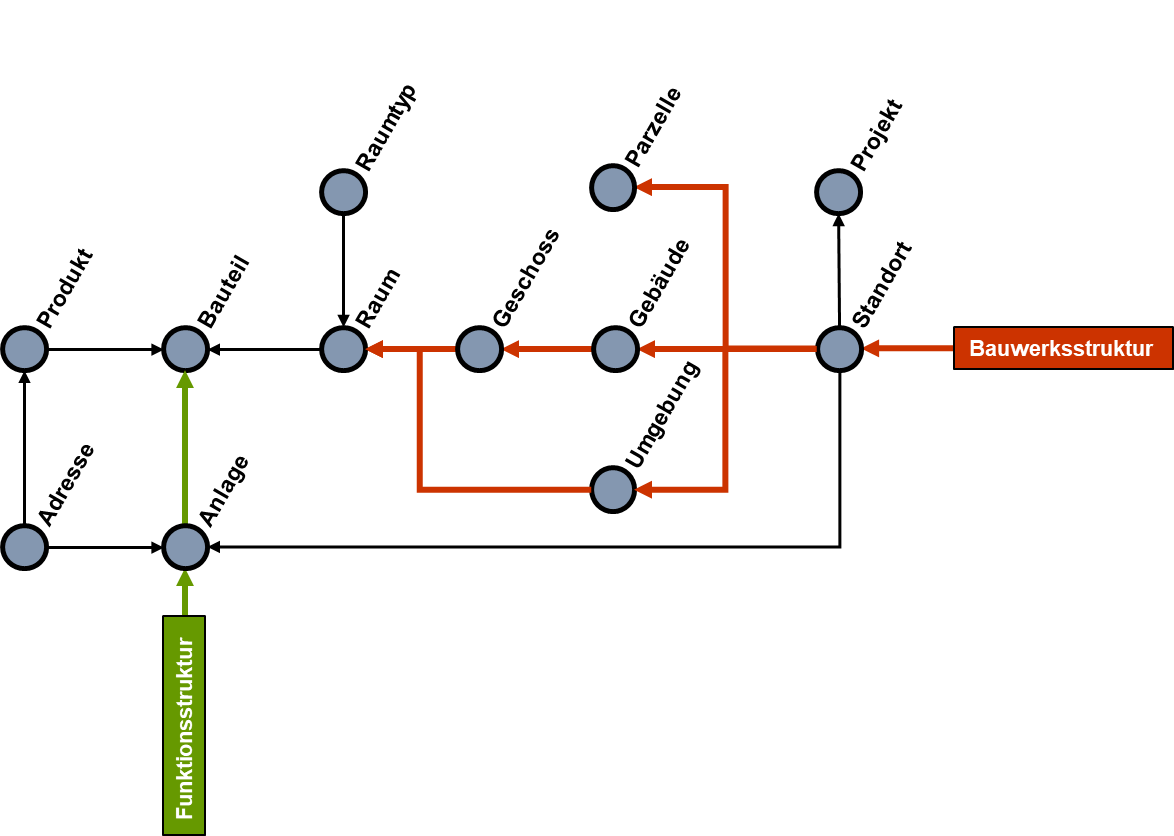 Raumtyp
Parzelle
Projekt
Produkt
Bauteil
Raum
Geschoss
Gebäude
Standort
Bauwerksstruktur
Umgebung
Adresse
Anlage
Funktionsstruktur